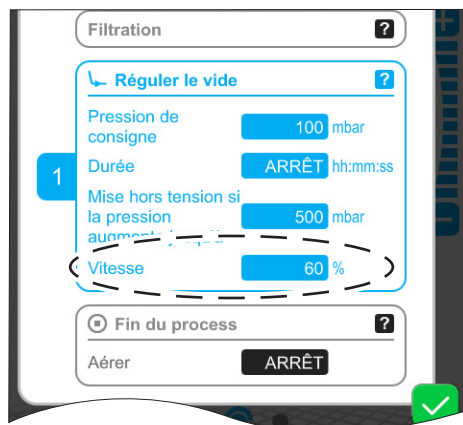 Filtration ?
Réguler le vide ?
Pression de
consigne 100 mbar
1
Durée ARRÊT hh:mm:ss
Mise hors tension si
la pression 500 mbar
Vitesse 60 %
Fin du process ?
Aérer ARRÊT